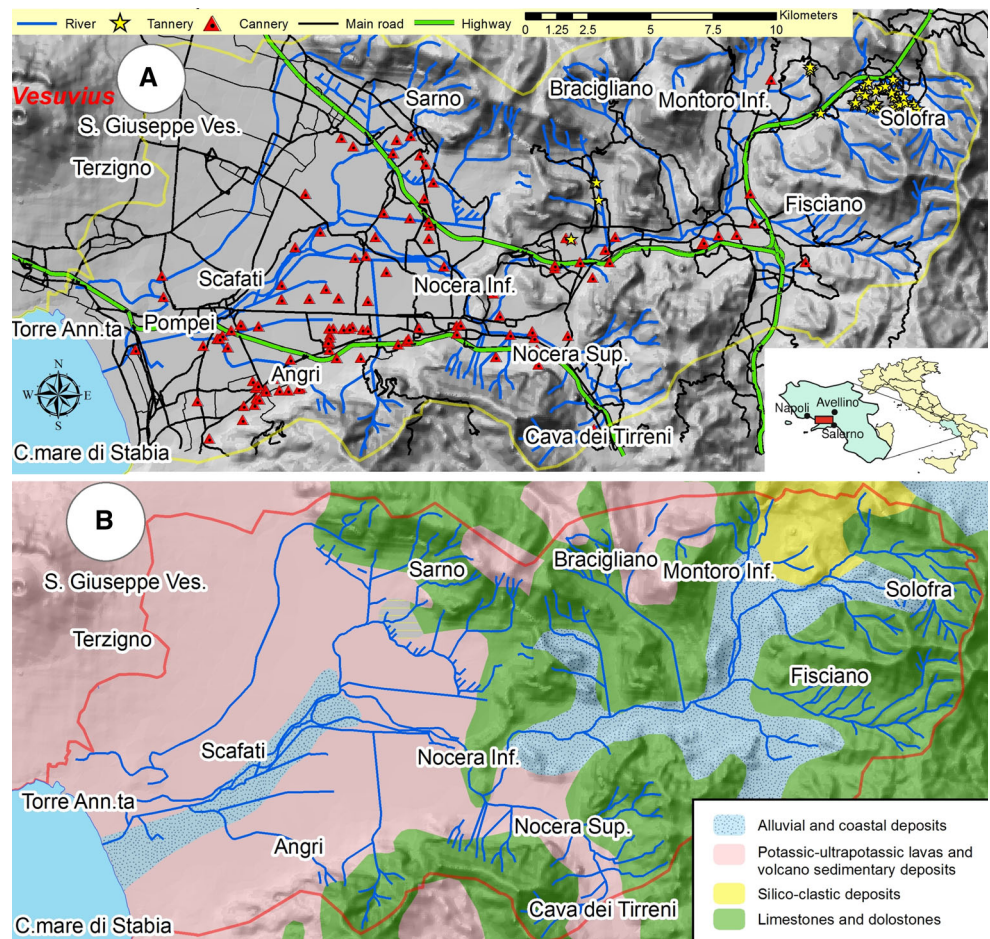 River Tannery Cannery Main road Highway
Kilometers
0 1.25 2.5 5 7.5 10
A
Vesuvius
Sarno
Bracigliano
Montoro Inf.
Solofra
S. Giuseppe Ves.
Terzigno
Fisciano
Scafati
Nocera Inf.
Torre Ann.ta
Pompei
Nocera Sup.
Angri
N
W E
S
Cava dei Tirreni
C.mare di Stabia
Napoli
Avellino
Salerno
B
S. Giuseppe Ves.
Sarno
Bracigliano
Montoro Inf.
Solofra
Terzigno
Fisciano
Scafati
Nocera Inf.
Torre Ann.ta
Angri
Nocera Sup.
Cava dei Tirreni
C.mare di Stabia
Alluvial and coastal deposits
Potassic-ultrapotassic lavas and
volcano sedimentary deposits
Silico-clastic deposits
Limestones and dolostones